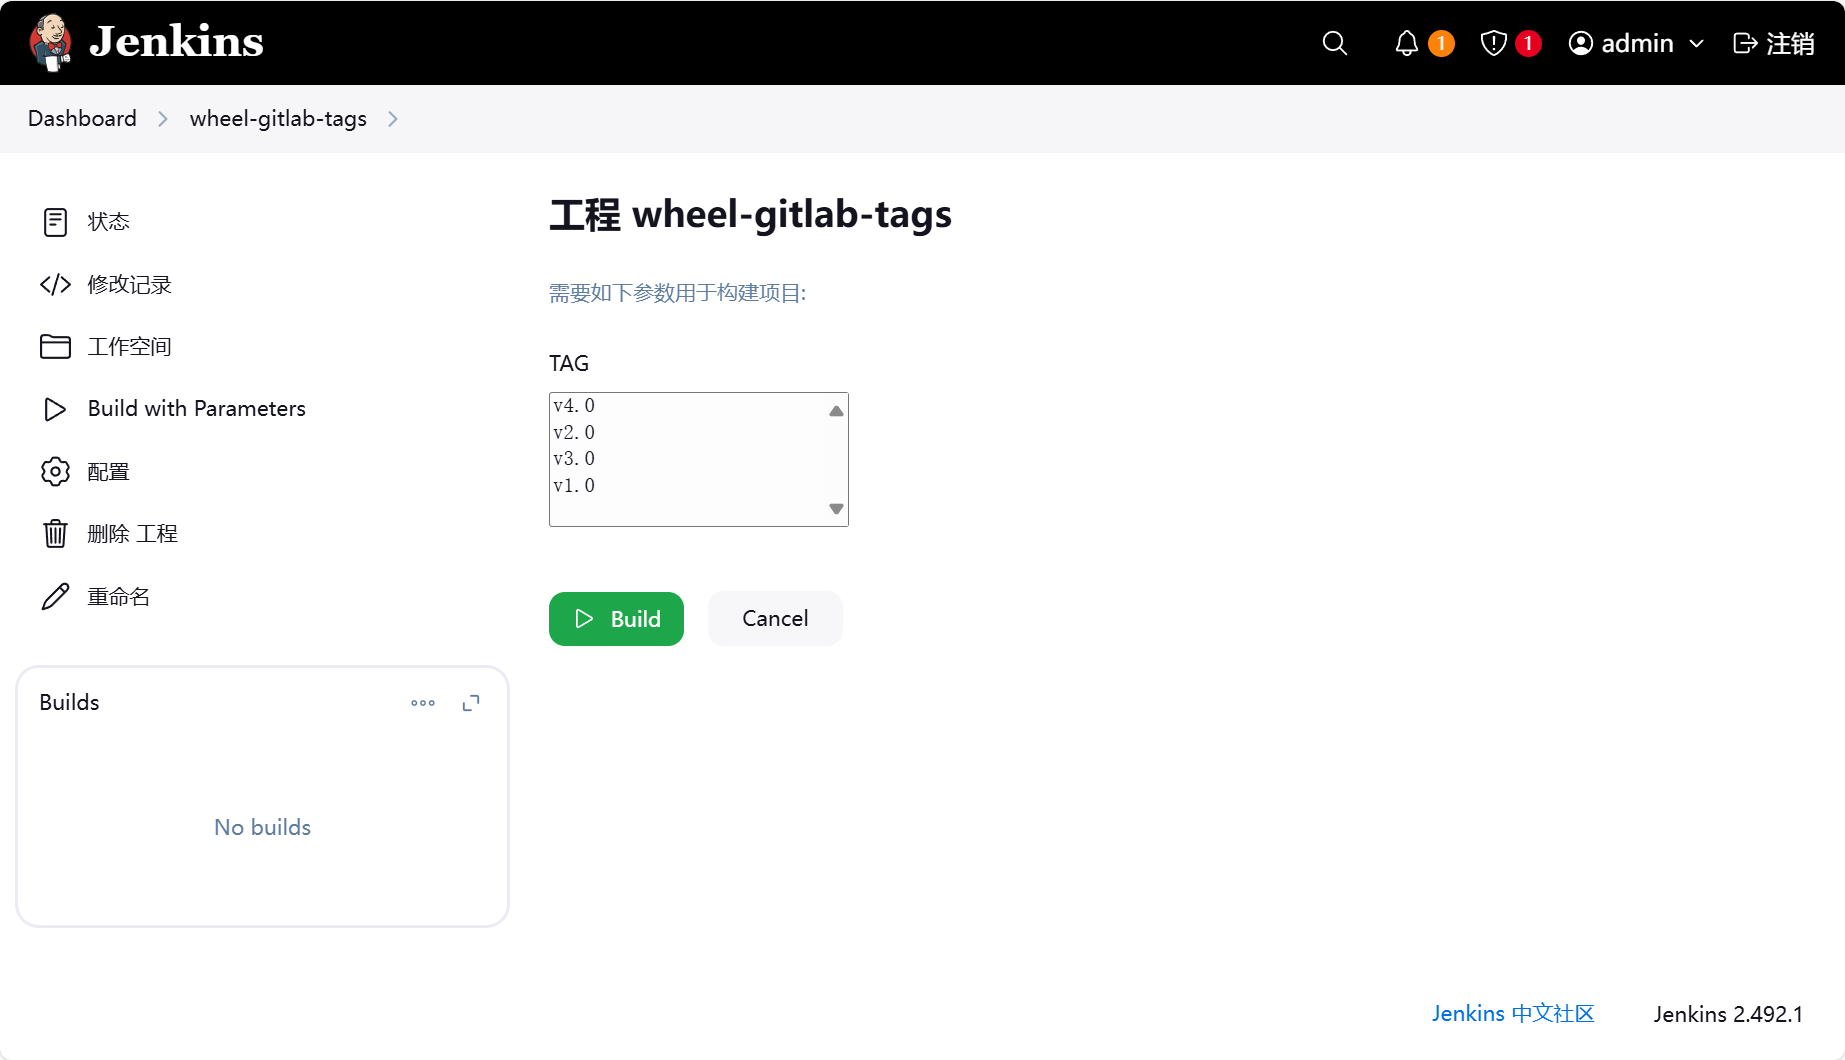 Jenkins
1
1
admin
注销
Dashboard
wheel-gitlab-tags
状态
修改记录
工作空间
Build with Parameters
配置
删除 工程
重命名
Builds
No builds
工程 wheel-gitlab-tags
需要如下参数用于构建项目:
TAG
v4.0
v2.0
v3.0
v1.0
Build
Cancel
Jenkins 中文社区
Jenkins 2.492.1